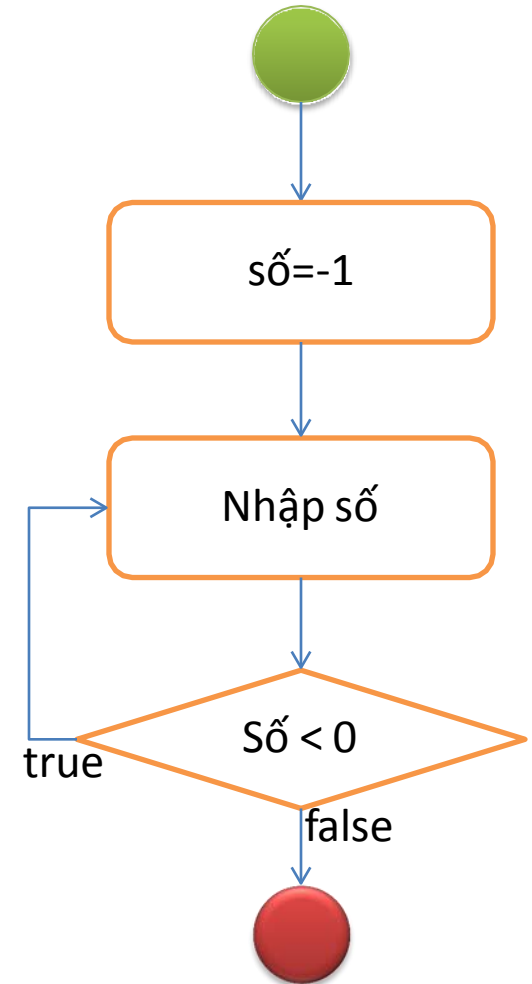 số=-1
Nhập số
Số < 0
true
false